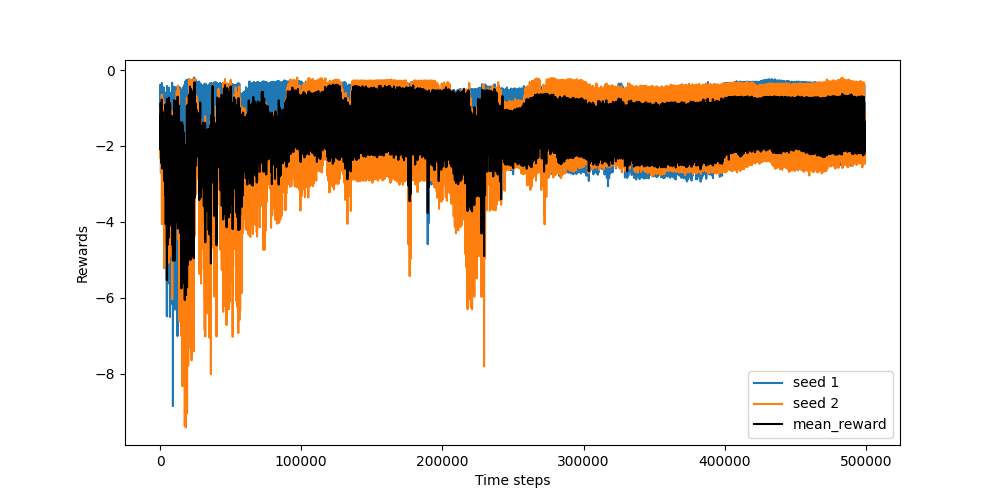 0
−2
−4
−6
−8
Rewards
0
100000
200000
300000
400000
500000
Time steps
seed 1
seed 2
mean_reward